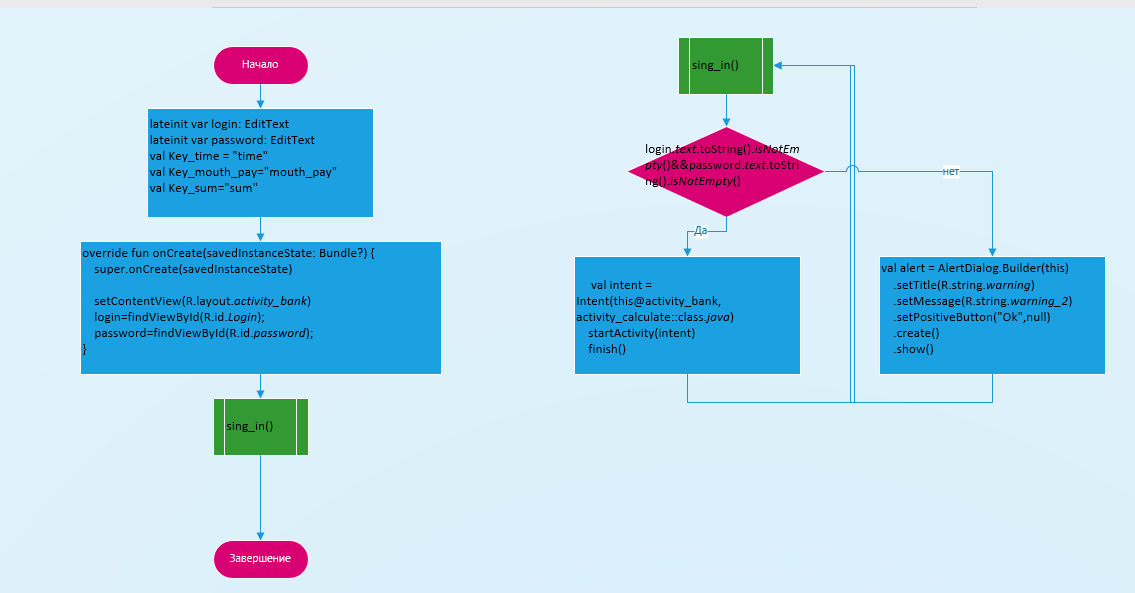 Начало
lateinit var login: EditText
lateinit var password: EditText
val Key_time = "time"
val Key_mouth_pay="mouth_pay"
val Key_sum="sum"
override fun onCreate(savedInstanceState: Bundle?) {
super.onCreate(savedInstanceState)
setContentView(R.layout.activity_bank)
login=findViewById(R.id.Login);
password=findViewById(R.id.password);
}
sing_in()
Завершение
sing_in()
login.text.toString().isNotEm
pty()&&password.text.toStri
ng().isNotEmpty()
Да
нет
val intent =
Intent(this@activity_bank,
activity_calculate::class.java)
startActivity(intent)
finish()
val alert = AlertDialog.Builder(this)
.setTitle(R.string.warning)
.setMessage(R.string.warning_2)
.setPositiveButton("Ok",null)
.create()
.show()